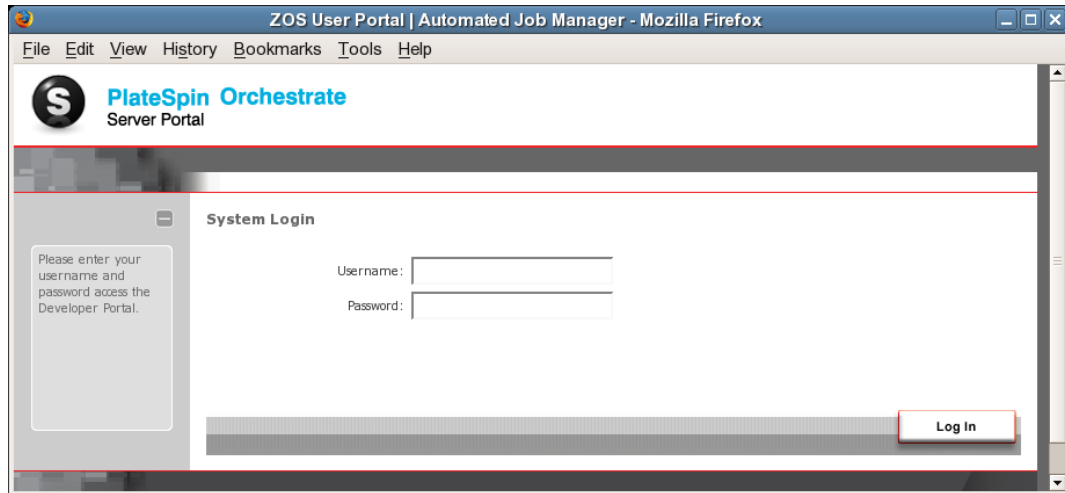 ZOS User Portal | Automated Job Manager - Mozilla Firefox
File Edit View History Bookmarks Tools Help
S
PlateSpin Orchestrate
Server Portal
System Login
Please enter your
username and
password access the
Developer Portal.
Username:
Password:
Log In